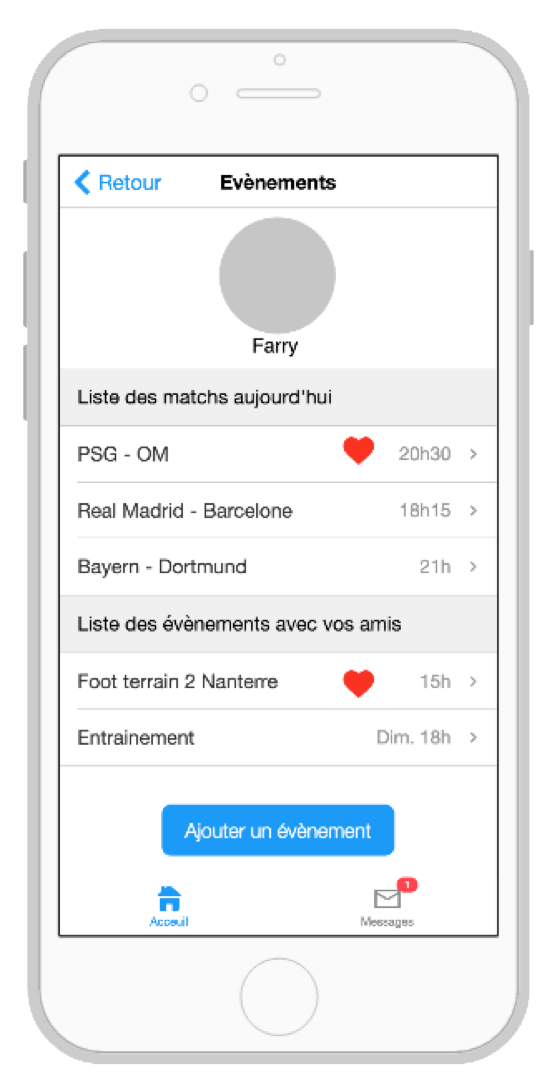 Retour Evènements
Farry
Liste des matchs aujourd'hui
PSG - OM 20h30
Real Madrid - Barcelone 18h15
Bayern - Dortmund 21h
Liste des évènements avec vos amis
Foot terrain 2 Nanterre 15h
Entrainement Dim. 18h
Ajouter un évènement
1
Acceuil Messages